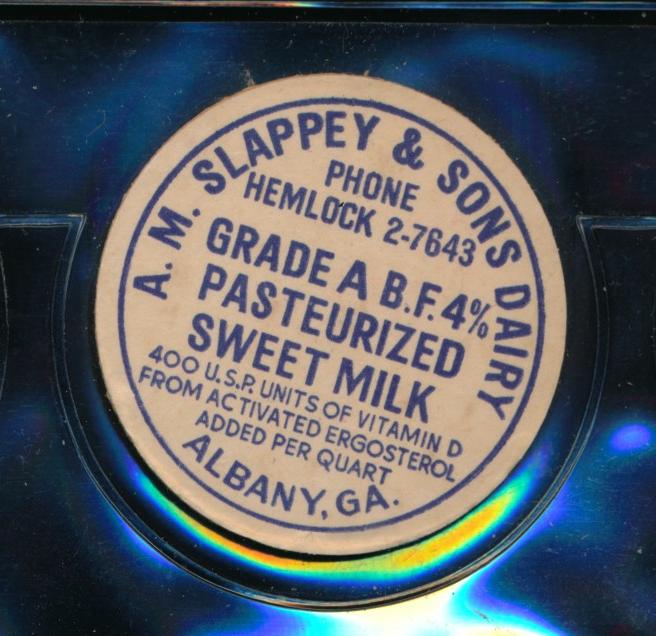 A. M. SLAPPEY & SONS DAIRY
PHONE
HEMLOCK 2-7643
GRADE A B.F. 4%
PASTEURIZED
SWEET MILK
400 U.S.P. UNITS OF VITAMIN D
FROM ACTIVATED ERGOSTEROL
ADDED PER QUART
ALBANY, GA.